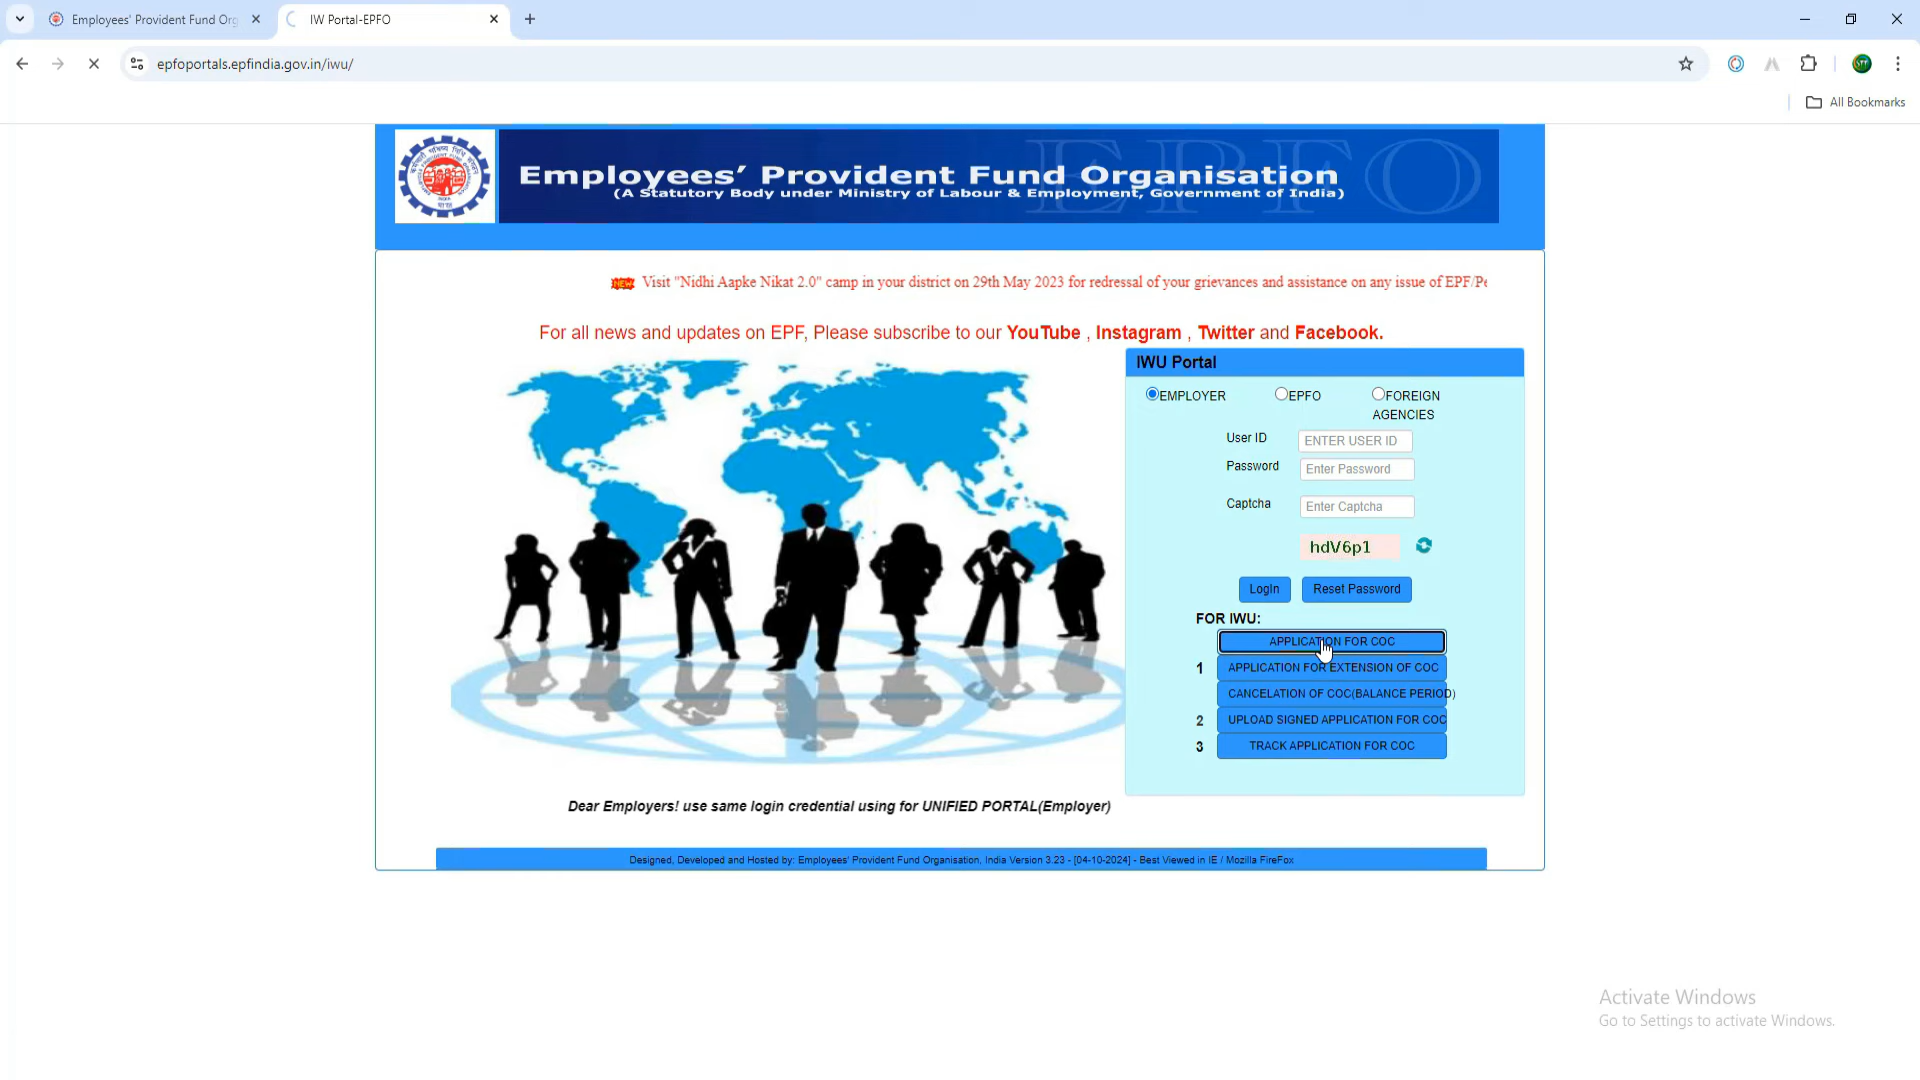 Employees' Provident Fund Org
IW Portal-EPFO
epfoportals.epfindia.gov.in/iwu/
All Bookmarks
EPFO
Employees' Provident Fund Organisation
(A Statutory Body under Ministry of Labour & Employment, Government of India)
NEW Visit "Nidhi Aapke Nikat 2.0" camp in your district on 29th May 2023 for redressal of your grievances and assistance on any issue of EPF/Pe
For all news and updates on EPF, Please subscribe to our YouTube , Instagram , Twitter and Facebook.
IWU Portal
EMPLOYER EPFO FOREIGN AGENCIES
User ID ENTER USER ID
Password Enter Password
Captcha Enter Captcha
hdV6p1
LogIn Reset Password
FOR IWU:
APPLICATION FOR COC
1 APPLICATION FOR EXTENSION OF COC
CANCELATION OF COC(BALANCE PERIOD)
2 UPLOAD SIGNED APPLICATION FOR COC
3 TRACK APPLICATION FOR COC
Dear Employers! use same login credential using for UNIFIED PORTAL(Employer)
Designed, Developed and Hosted by: Employees' Provident Fund Organisation, India Version 3.23 - [04-10-2024] - Best Viewed in IE / Mozilla FireFox
Activate Windows
Go to Settings to activate Windows.